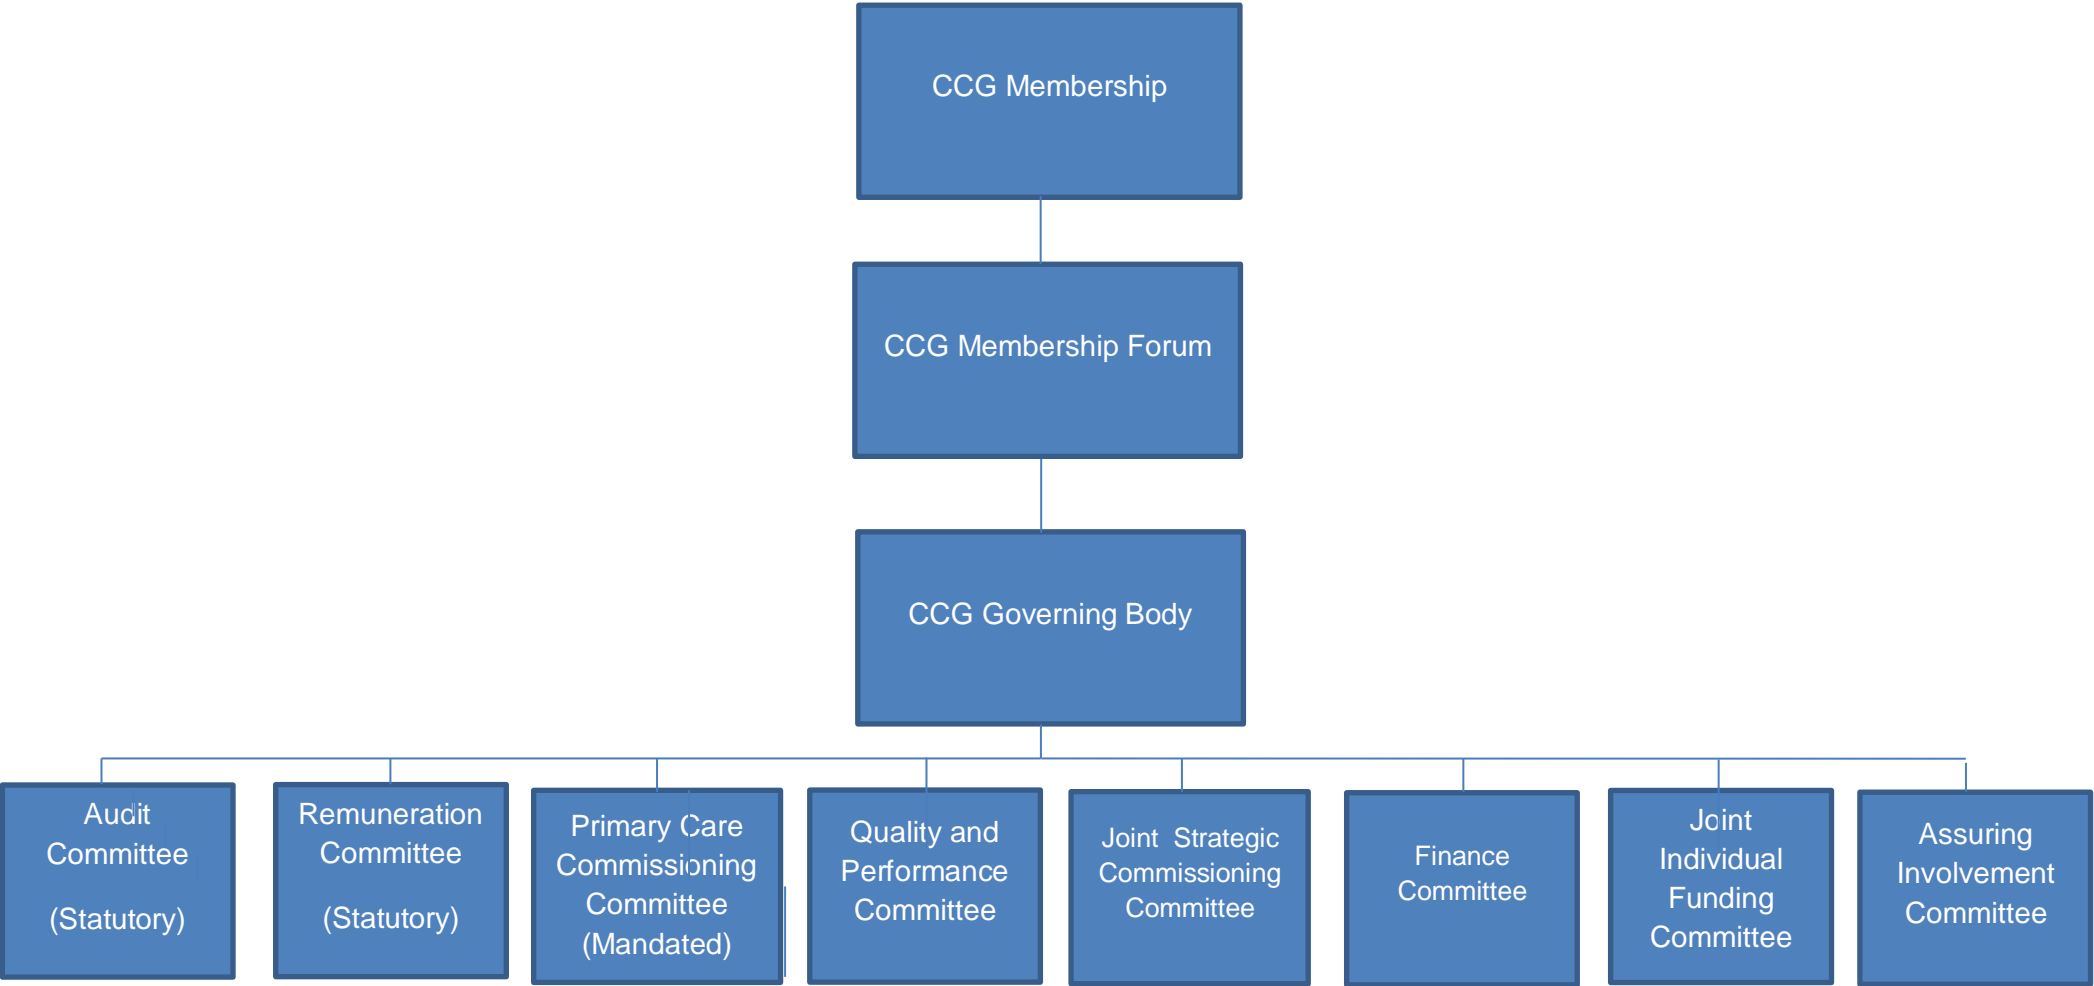 CCG Membership
CCG Membership Forum
CCG Governing Body
Audit
Committee
(Statutory)
Remuneration
Committee
(Statutory)
Primary Care
Commissioning
Committee
(Mandated)
Quality and
Performance
Committee
Joint Strategic
Commissioning
Committee
Finance
Committee
Joint
Individual
Funding
Committee
Assuring
Involvement
Committee